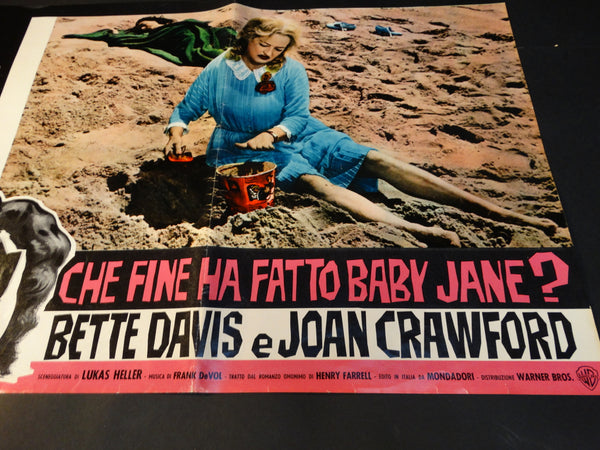 CHE FINE HA FATTO BABY JANE?
BETTE DAVIS e JOAN CRAWFORD
SCENEGGIATURA DI LUKAS HELLER - MUSICA DI FRANK DeVOL - TRATTO DAL ROMANZO OMONIMO DI HENRY FARRELL - EDITO IN ITALIA DA MONDADORI - DISTRIBUZIONE WARNER BROS.
WB